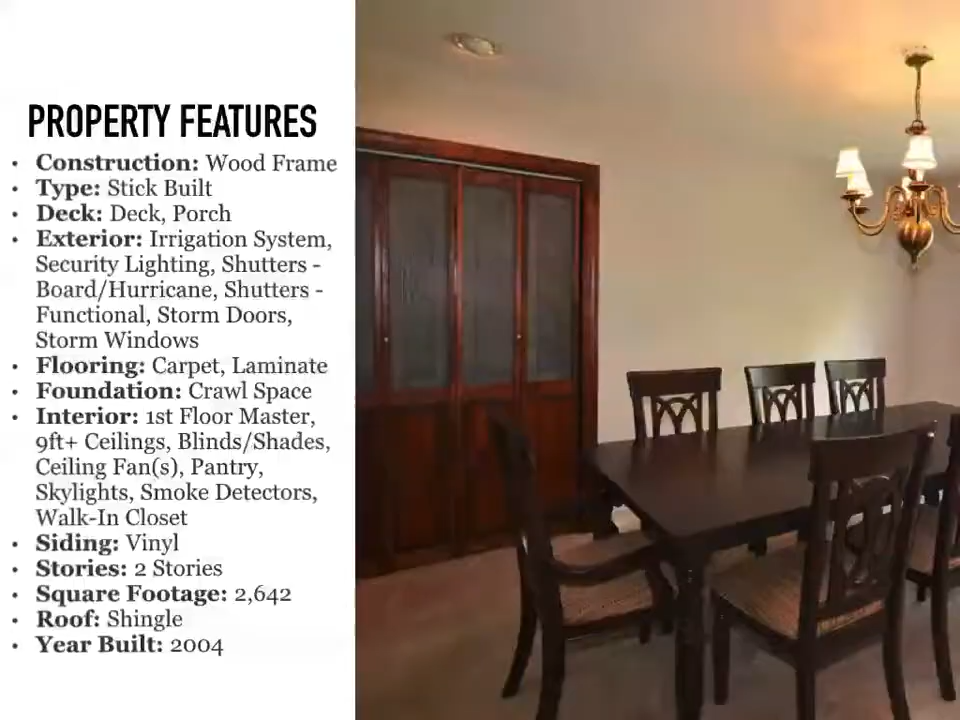 PROPERTY FEATURES
• Construction: Wood Frame
• Type: Stick Built
• Deck: Deck, Porch
• Exterior: Irrigation System,
Security Lighting, Shutters -
Board/Hurricane, Shutters -
Functional, Storm Doors,
Storm Windows
• Flooring: Carpet, Laminate
• Foundation: Crawl Space
• Interior: 1st Floor Master,
9ft+ Ceilings, Blinds/Shades,
Ceiling Fan(s), Pantry,
Skylights, Smoke Detectors,
Walk-In Closet
• Siding: Vinyl
• Stories: 2 Stories
• Square Footage: 2,642
• Roof: Shingle
• Year Built: 2004